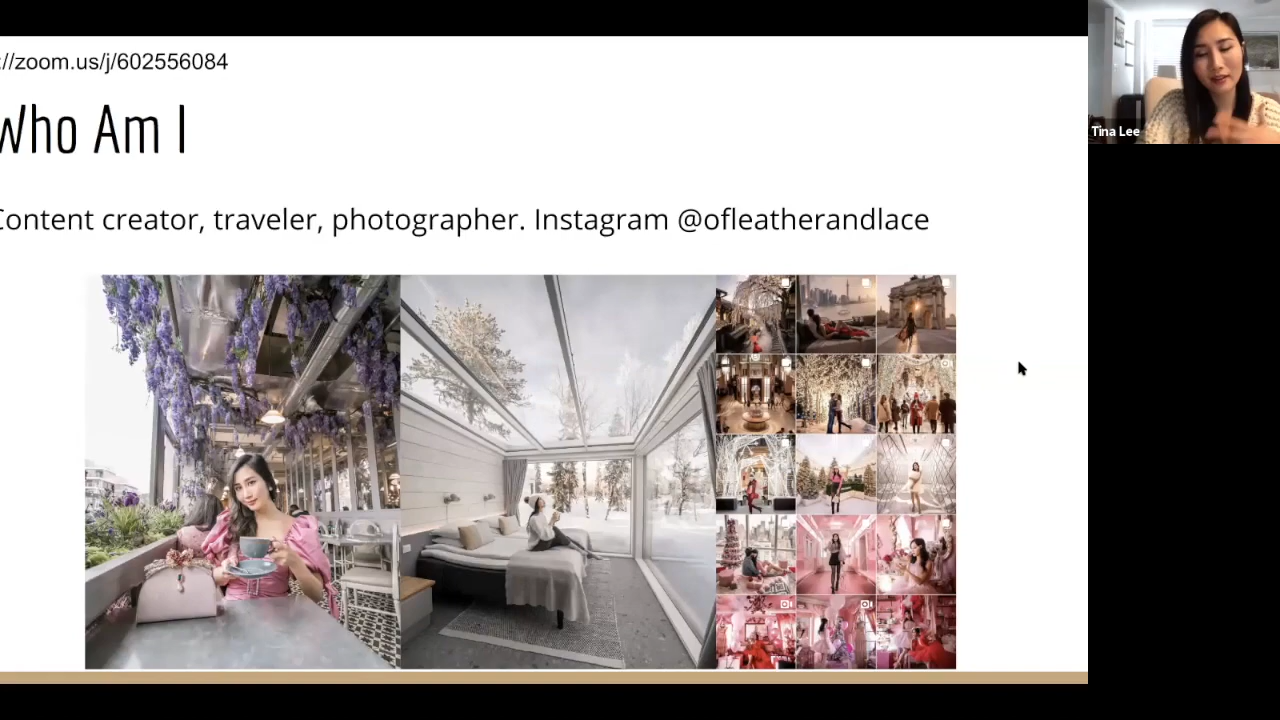 ://zoom.us/j/602556084
Who Am I
Content creator, traveler, photographer. Instagram @ofleatherandlace
Tina Lee